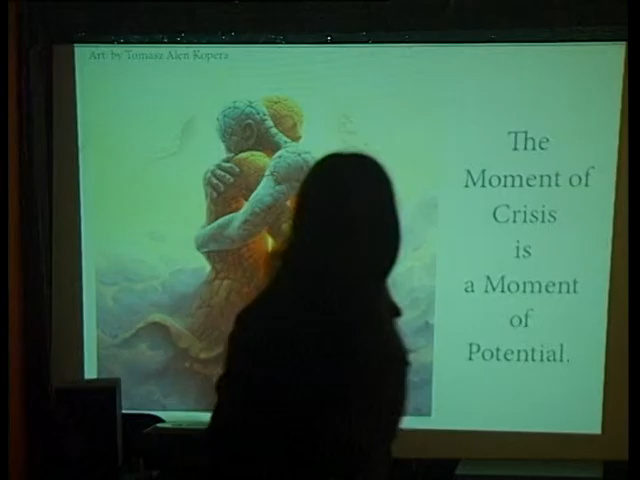 Art: by Tomasz Alen Kopera
The
Moment of
Crisis
is
a Moment
of
Potential.